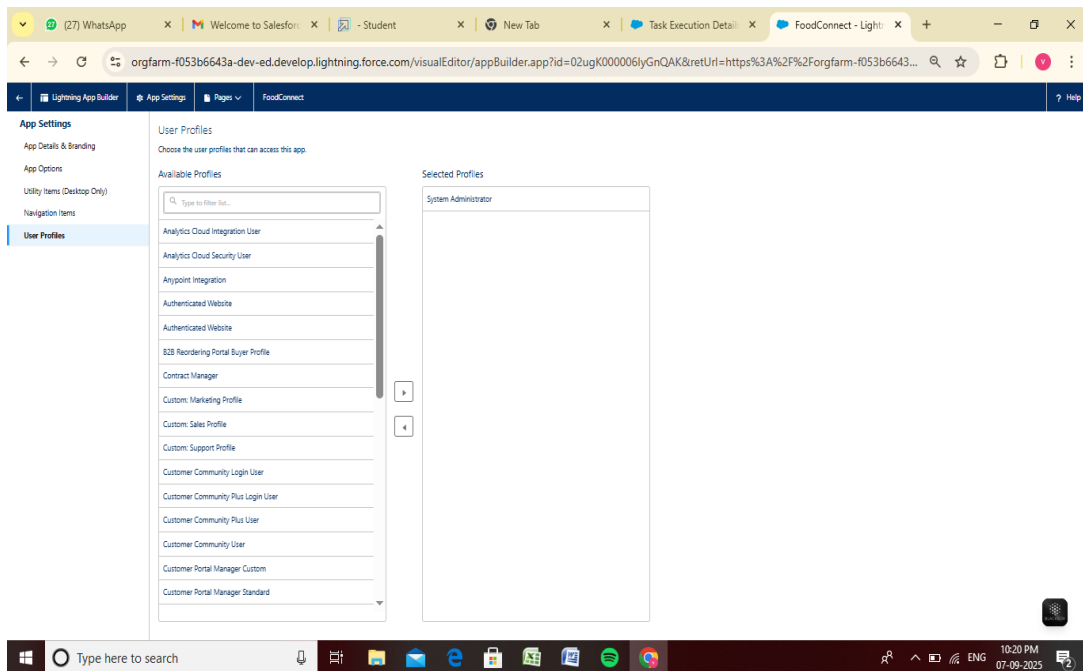 27 (27) WhatsApp
Welcome to Salesforc
- Student
New Tab
Task Execution Detail
FoodConnect - Lightr
orgfarm-f053b6643a-dev-ed.develop.lightning.force.com/visualEditor/appBuilder.app?id=02ugK000006IyGnQAK&retUrl=https%3A%2F%2Forgfarm-f053b6643...
V
Lightning App Builder
App Settings
Pages
FoodConnect
? Help
App Settings
App Details & Branding
App Options
Utility Items (Desktop Only)
Navigation Items
User Profiles
User Profiles
Choose the user profiles that can access this app.
Available Profiles
Type to filter list...
Analytics Cloud Integration User
Analytics Cloud Security User
Anypoint Integration
Authenticated Website
Authenticated Website
B2B Reordering Portal Buyer Profile
Contract Manager
Custom: Marketing Profile
Custom: Sales Profile
Custom: Support Profile
Customer Community Login User
Customer Community Plus Login User
Customer Community Plus User
Customer Community User
Customer Portal Manager Custom
Customer Portal Manager Standard
Selected Profiles
System Administrator
Type here to search
ENG
10:20 PM
07-09-2025
2